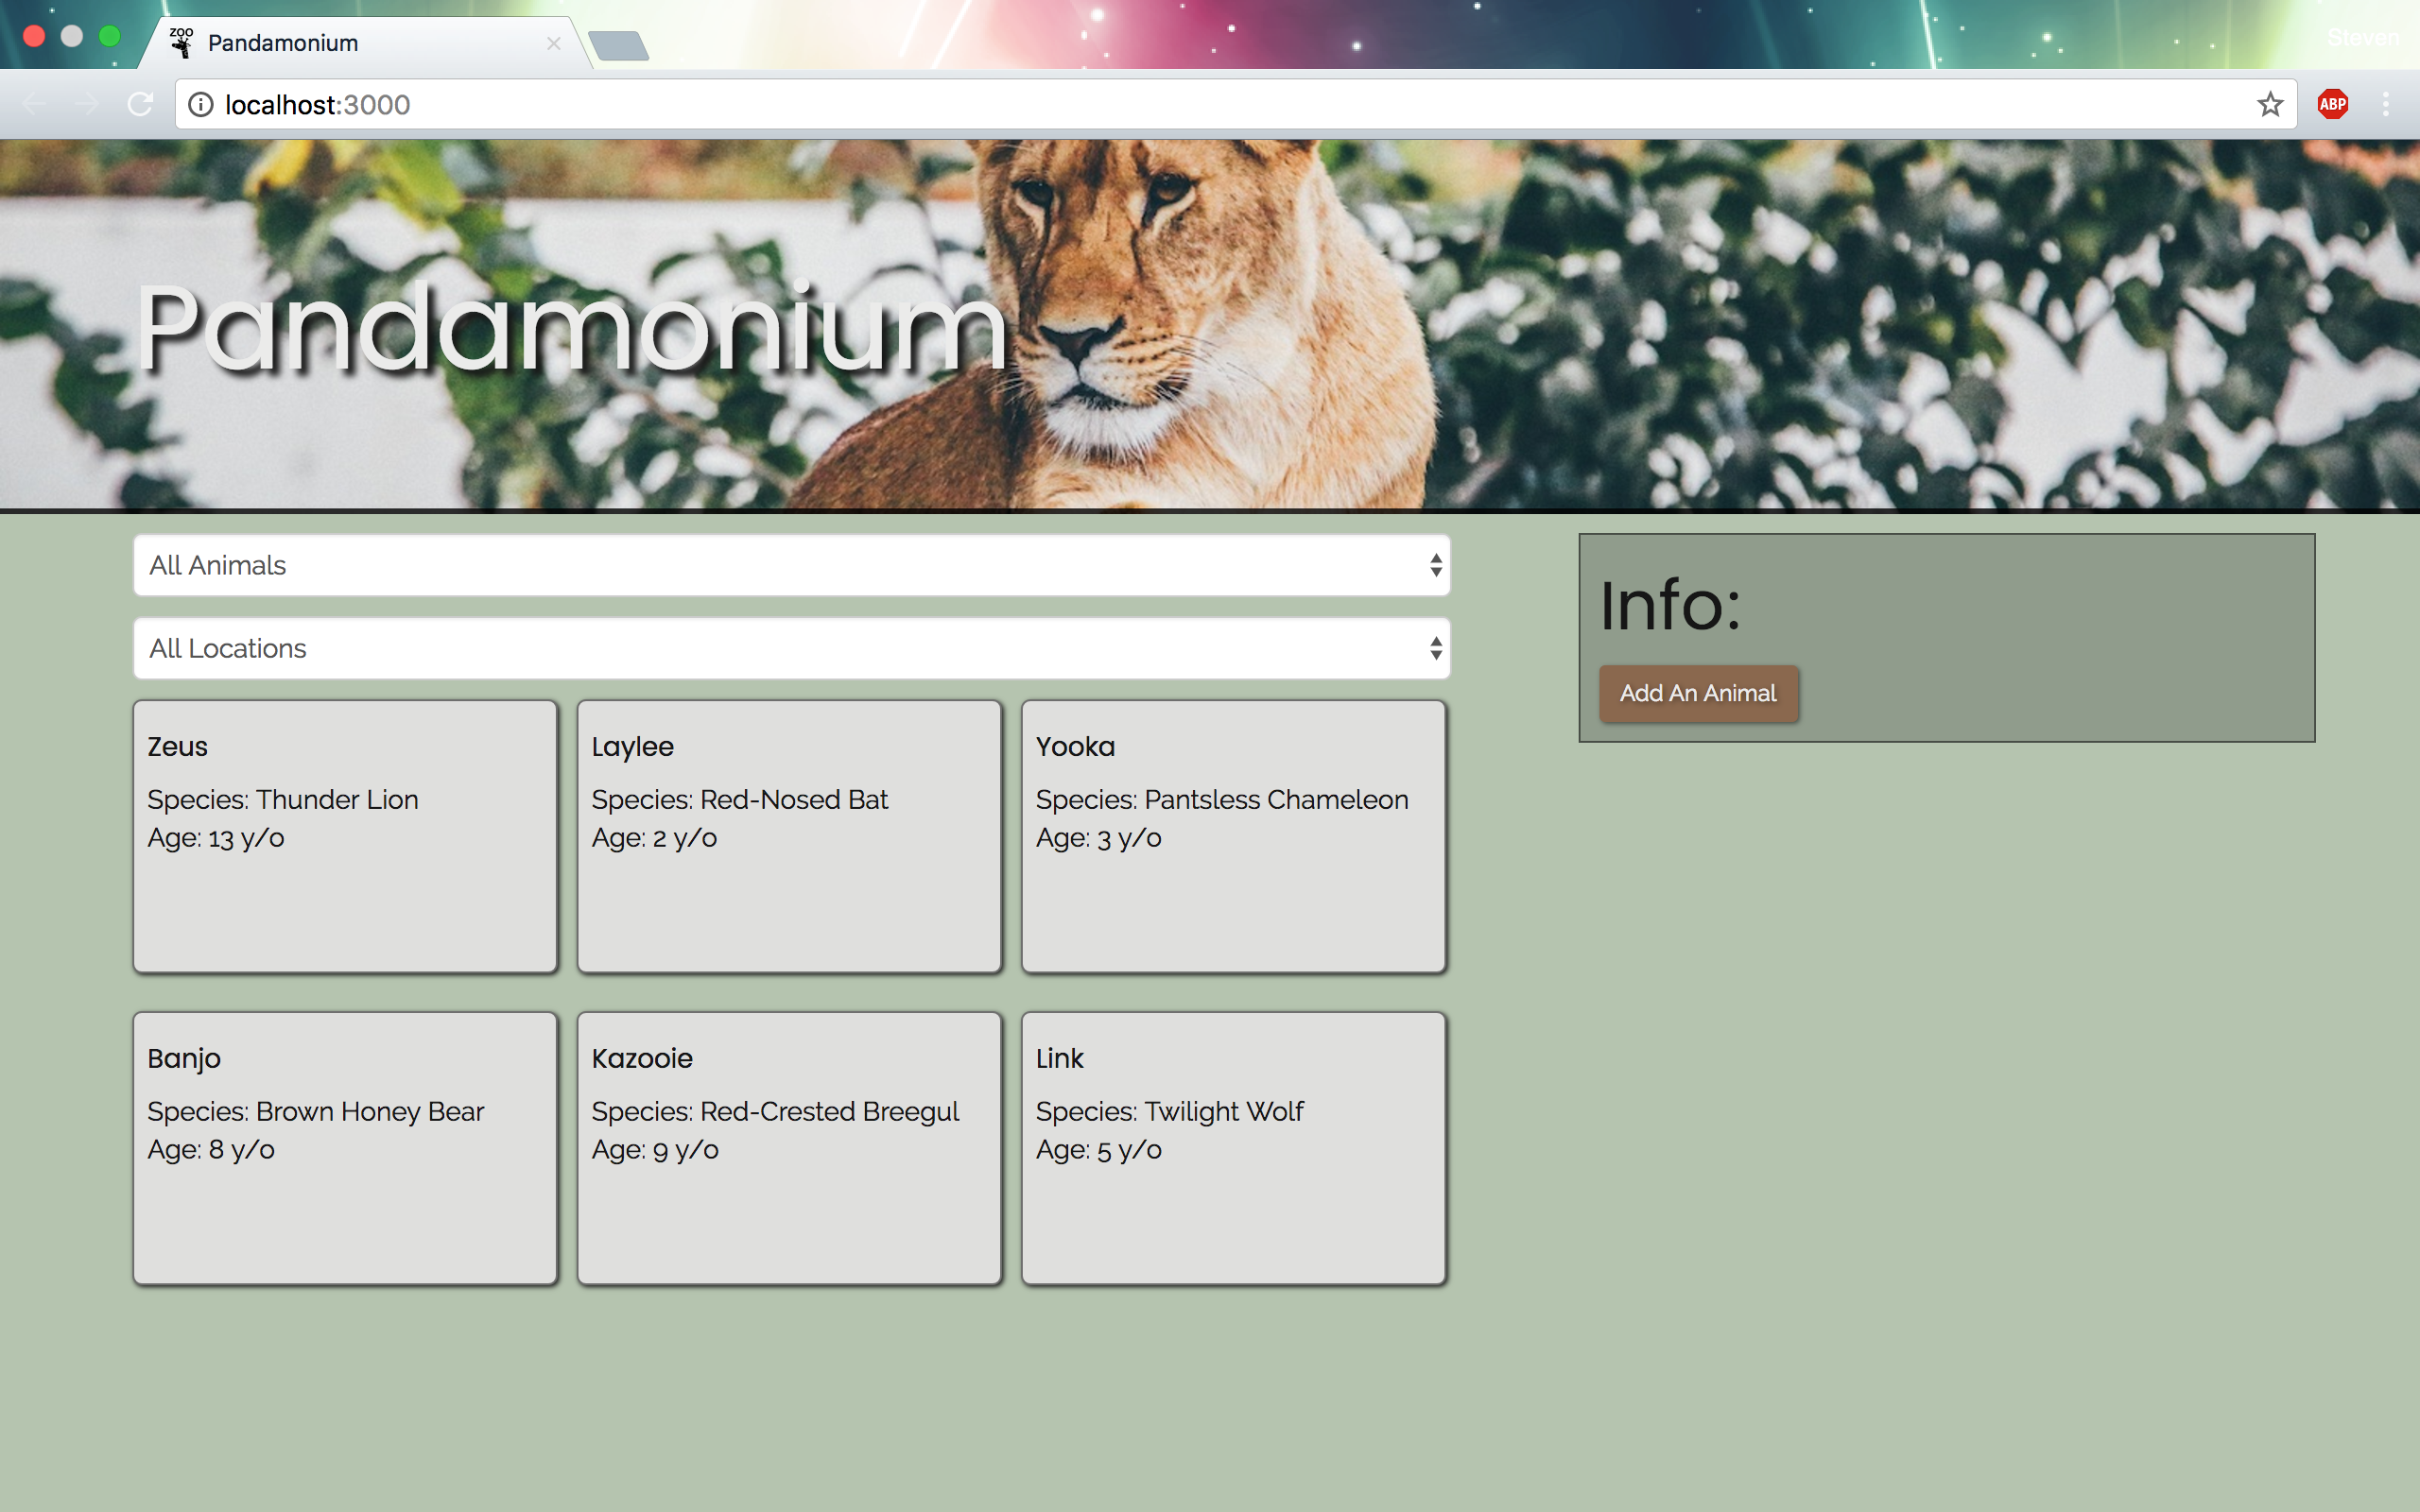 ZOO
Pandamonium
Steven
localhost:3000
ABP
Pandamonium
All Animals
All Locations
Info:
Add An Animal
Zeus
Species: Thunder Lion
Age: 13 y/o
Laylee
Species: Red-Nosed Bat
Age: 2 y/o
Yooka
Species: Pantsless Chameleon
Age: 3 y/o
Banjo
Species: Brown Honey Bear
Age: 8 y/o
Kazooie
Species: Red-Crested Breegul
Age: 9 y/o
Link
Species: Twilight Wolf
Age: 5 y/o